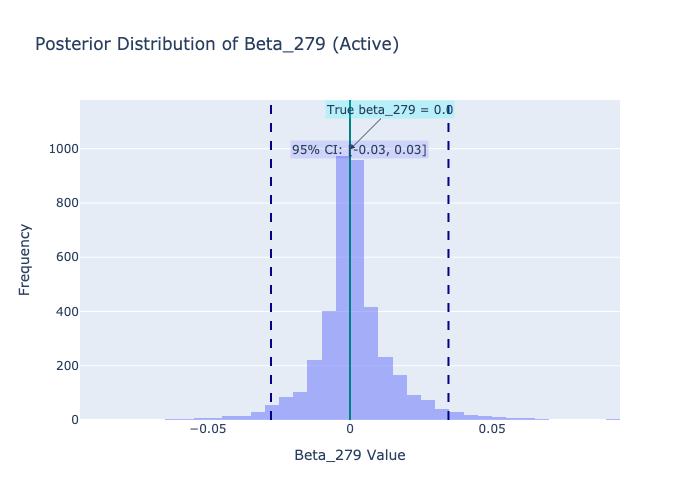 Posterior Distribution of Beta_279 (Active)
True beta_279 = 0.0
95% CI: [-0.03, 0.03]
1000
800
600
400
200
0
Frequency
−0.05
0
0.05
Beta_279 Value